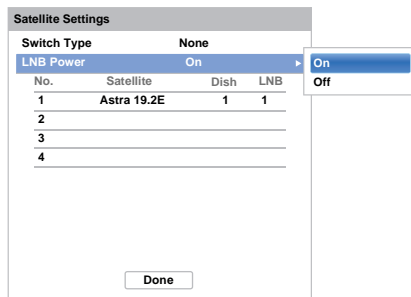 Satellite Settings
Switch Type None
LNB Power On
On
Off
No. Satellite Dish LNB
1 Astra 19.2E 1 1
2
3
4
Done